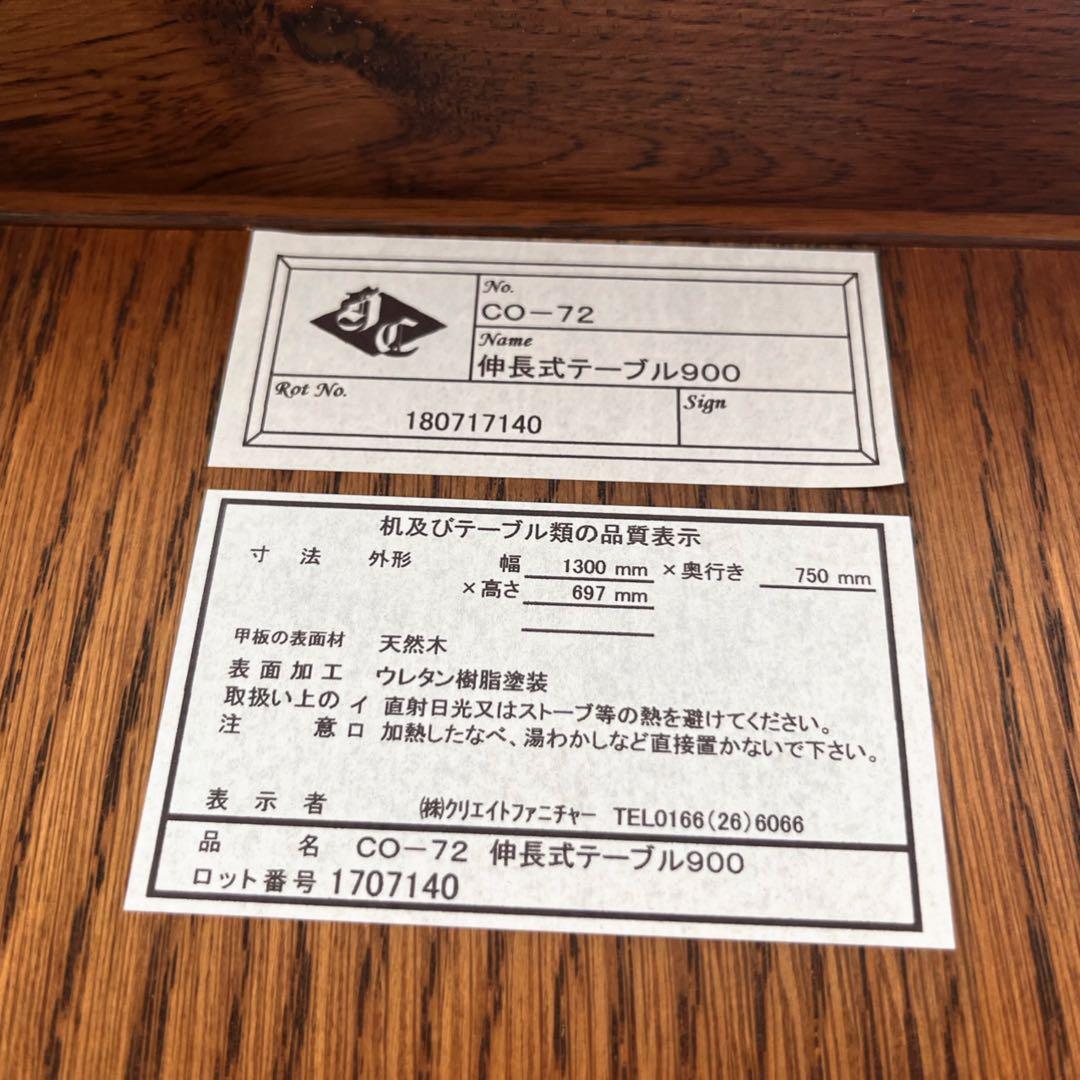 JC
No.
CO-72
Name
伸長式テーブル900
Rot No.
180717140
Sign
机及びテーブル類の品質表示
寸法 外形 幅 1300 mm ×奥行き 750 mm
×高さ 697 mm
甲板の表面材 天然木
表面加工 ウレタン樹脂塗装
取扱い上の イ 直射日光又はストーブ等の熱を避けてください。
注意 ロ 加熱したなべ、湯わかしなど直接置かないで下さい。
表示者 ㈱クリエイトファニチャー TEL0166(26)6066
品名 CO-72 伸長式テーブル900
ロット番号 1707140